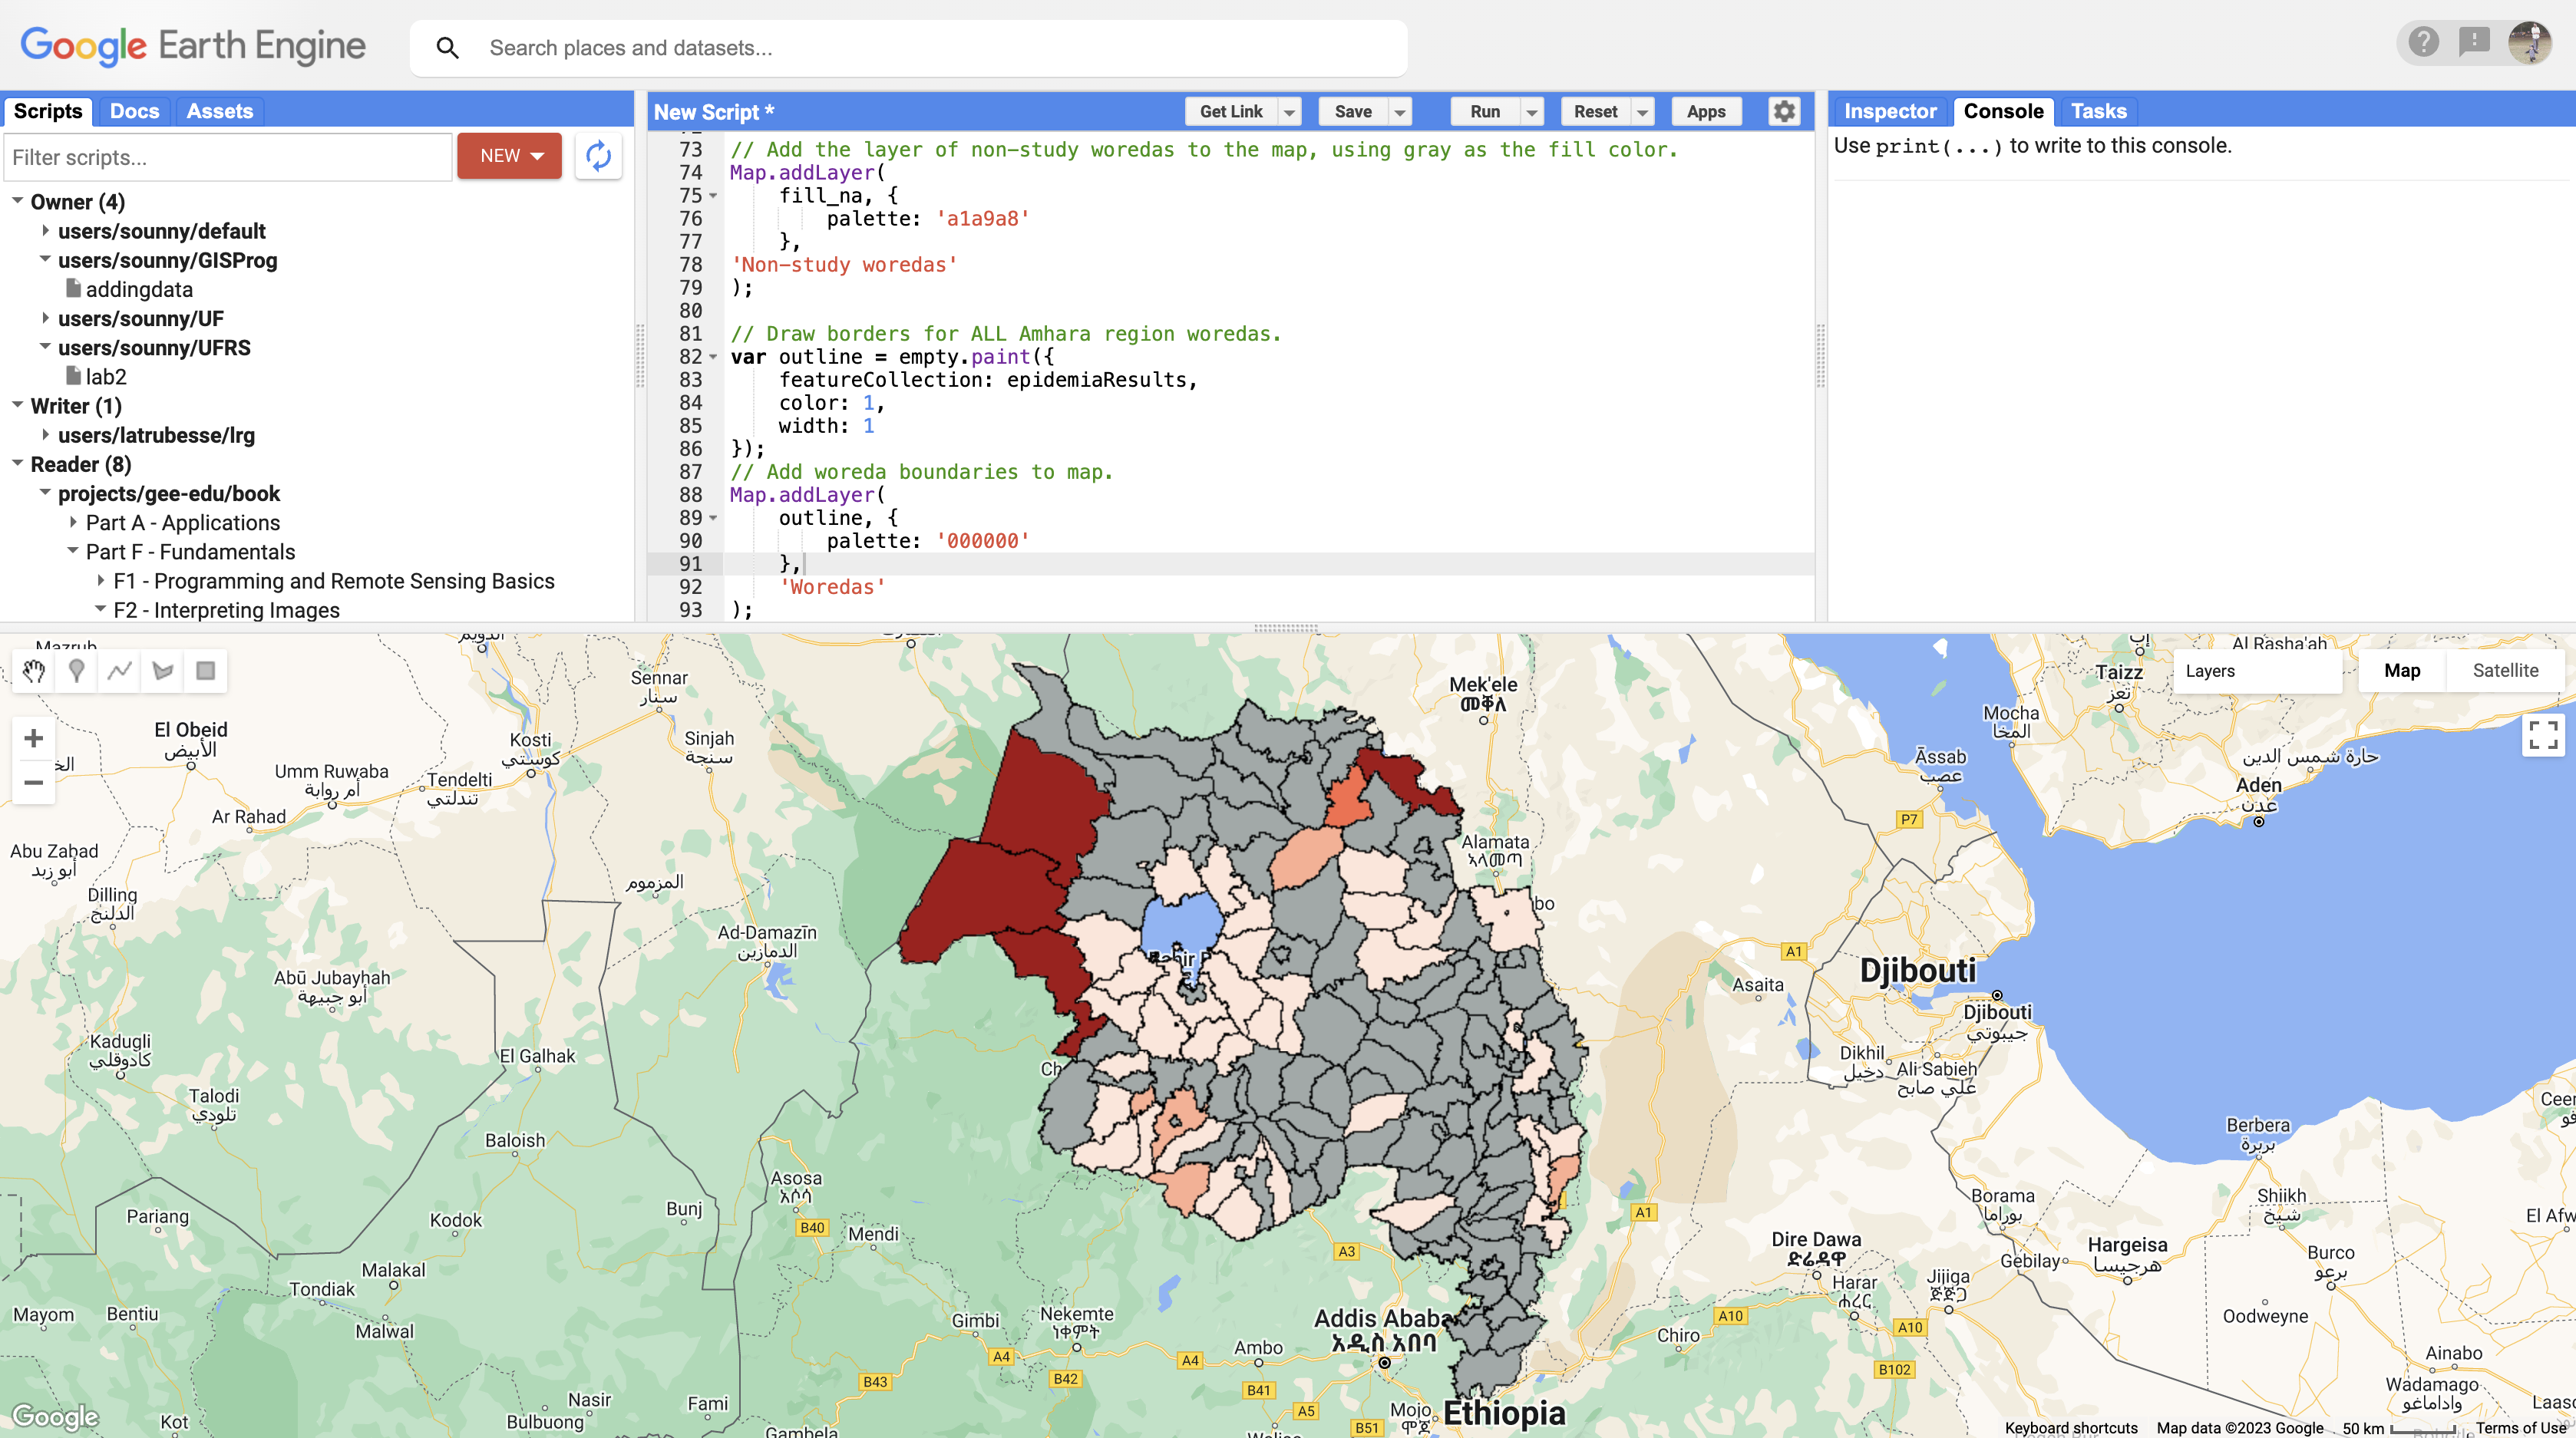 Google Earth Engine
Search places and datasets...
Scripts Docs Assets
Filter scripts...
NEW
Owner (4)
users/sounny/default
users/sounny/GISProg
addingdata
users/sounny/UF
users/sounny/UFRS
lab2
Writer (1)
users/latrubesse/lrg
Reader (8)
projects/gee-edu/book
Part A - Applications
Part F - Fundamentals
F1 - Programming and Remote Sensing Basics
F2 - Interpreting Images
New Script *
Get Link Save Run Reset Apps
73 // Add the layer of non-study woredas to the map, using gray as the fill color.
74 Map.addLayer(
75 fill_na, {
76 palette: 'a1a9a8'
77 },
78 'Non-study woredas'
79 );
80
81 // Draw borders for ALL Amhara region woredas.
82 var outline = empty.paint({
83 featureCollection: epidemiaResults,
84 color: 1,
85 width: 1
86 });
87 // Add woreda boundaries to map.
88 Map.addLayer(
89 outline, {
90 palette: '000000'
91 },
92 'Woredas'
93 );
Inspector Console Tasks
Use print(...) to write to this console.
Layers
Map Satellite
Mazrub
الدويم
Sennar
سنار
El Obeid
الأبيض
Kosti
كوستي
Sinjah
سنجة
Umm Ruwaba
أم روابة
Tendelti
تندلتي
Ar Rahad
Abu Zabad
أبو زبد
Dilling
الدلنج
المزموم
Ad-Damazīn
الدمازين
Abū Jubayhah
أبو جبيهة
Kadugli
كادوقلي
El Galhak
Talodi
تلودي
Baloish
Asosa
አሶሳ
Pariang
Kodok
Bunj
B40
Mendi
Malakal
Tondiak
Mayom
Bentiu
Malwal
Gimbi
Nekemte
ነቀምት
Ambo
Addis Ababa
አዲስ አበባ
A3
A4
A4
B43
B42
B41
A5
B51
Nasir
Bulbuong
Fami
Kot
Gambela
Mojo
ሞጆ
Ethiopia
Mek'ele
መቐለ
Alamata
አላማጣ
bo
Ch
Asaita
A1
A1
P7
Djibouti
Djibouti
جيبوتي
Dikhil
دخيل
Ali Sabieh
علي صابح
Āssab
عصب
Mocha
المخا
Taizz
تعز
Al Rasha'ah
حارة شمس الدين
Aden
عدن
Berbera
بربرة
Borama
بوراما
Shiikh
شيخ
El Afw
Dire Dawa
ድሬዳዋ
Harar
ሐረር
Jijiga
ጅጅጋ
Gebilay
Hargeisa
هرجيسا
Burco
برعو
Oodweyne
Chiro
A10
A10
B102
Ainabo
Wadamago
واداماغو
Google
Keyboard shortcuts Map data ©2023 Google 50 km Terms of Use